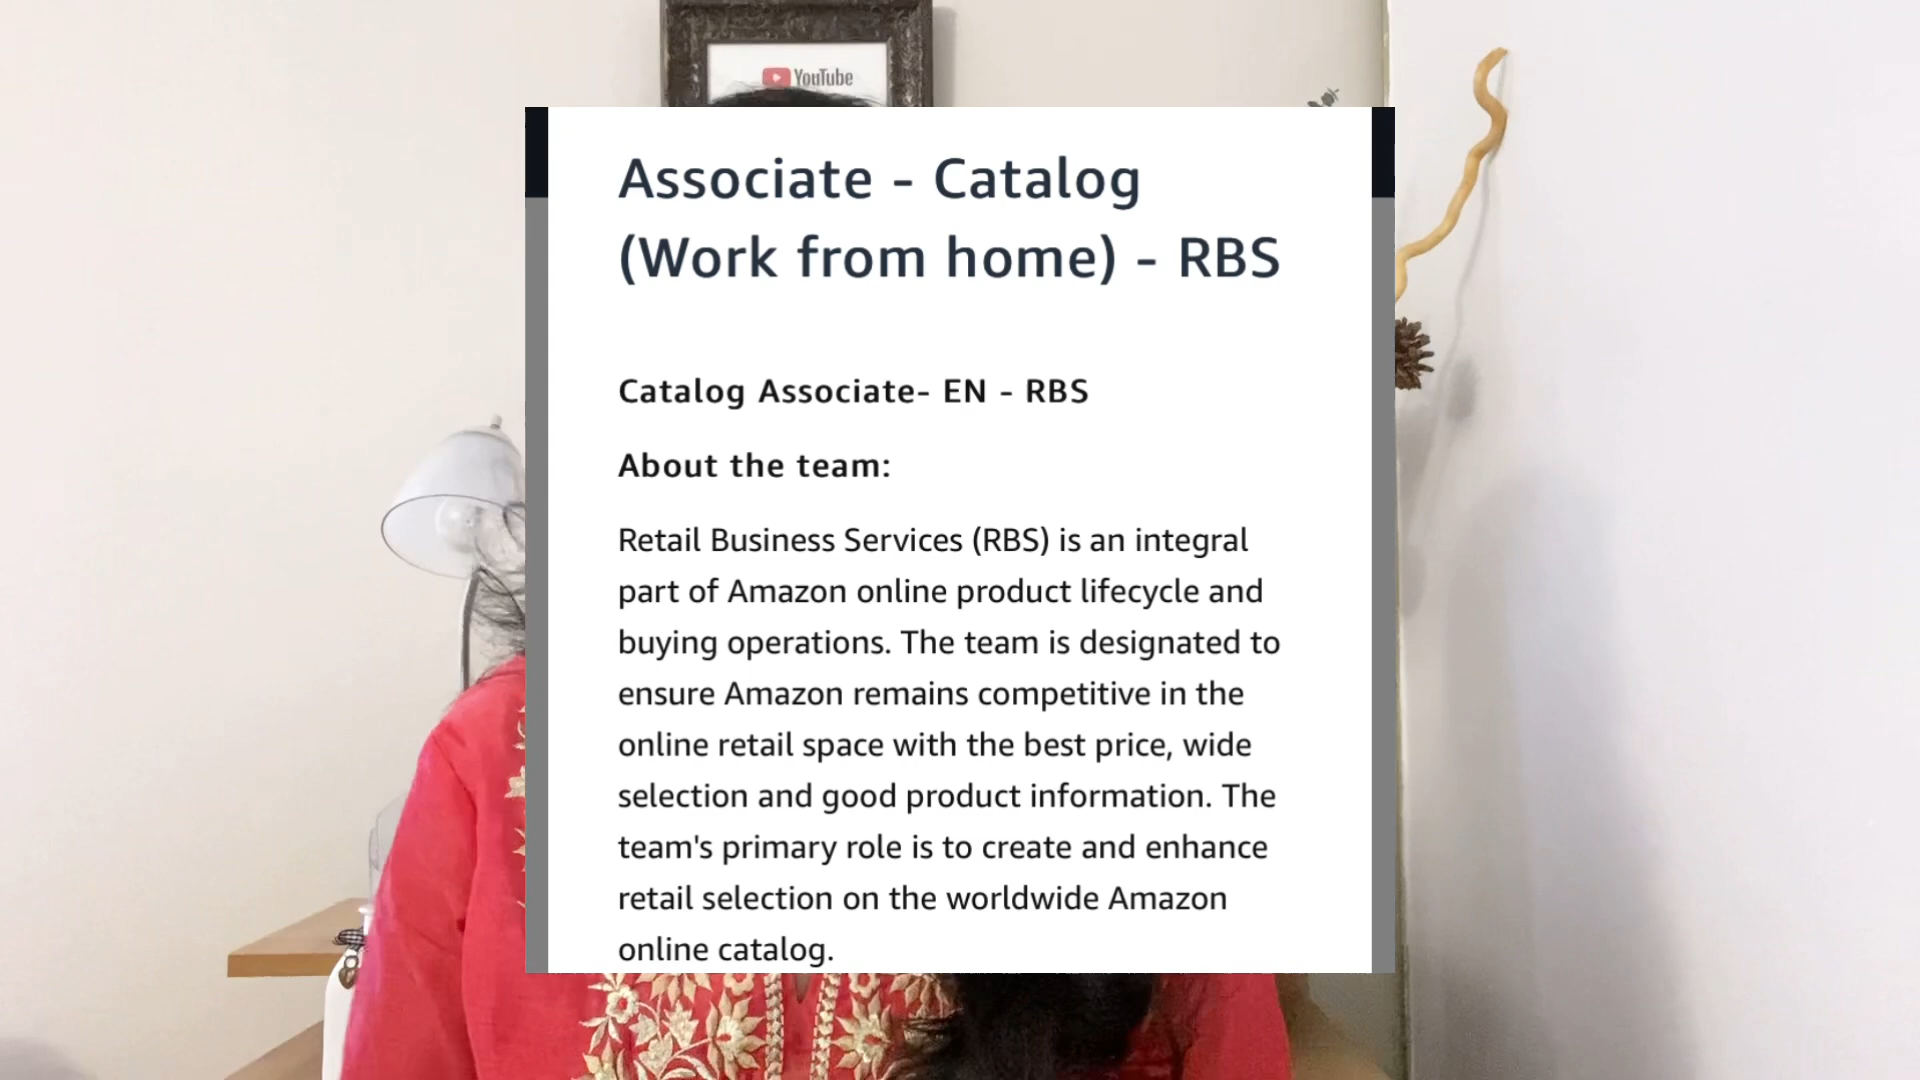 YouTube
Associate - Catalog
(Work from home) - RBS
Catalog Associate- EN - RBS
About the team:
Retail Business Services (RBS) is an integral
part of Amazon online product lifecycle and
buying operations. The team is designated to
ensure Amazon remains competitive in the
online retail space with the best price, wide
selection and good product information. The
team's primary role is to create and enhance
retail selection on the worldwide Amazon
online catalog.